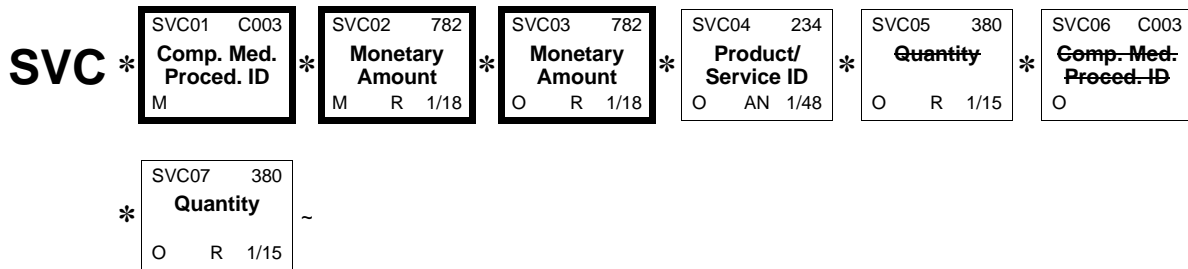 SVC * SVC01 C003 * SVC02 782 * SVC03 782 * SVC04 234 * SVC05 380 * SVC06 C003
Comp. Med. Monetary Monetary Product/ Quantity Comp. Med.
Proced. ID Amount Amount Service ID Proced. ID
M M R 1/18 O R 1/18 O AN 1/48 O R 1/15 O
* SVC07 380 ~
Quantity
O R 1/15